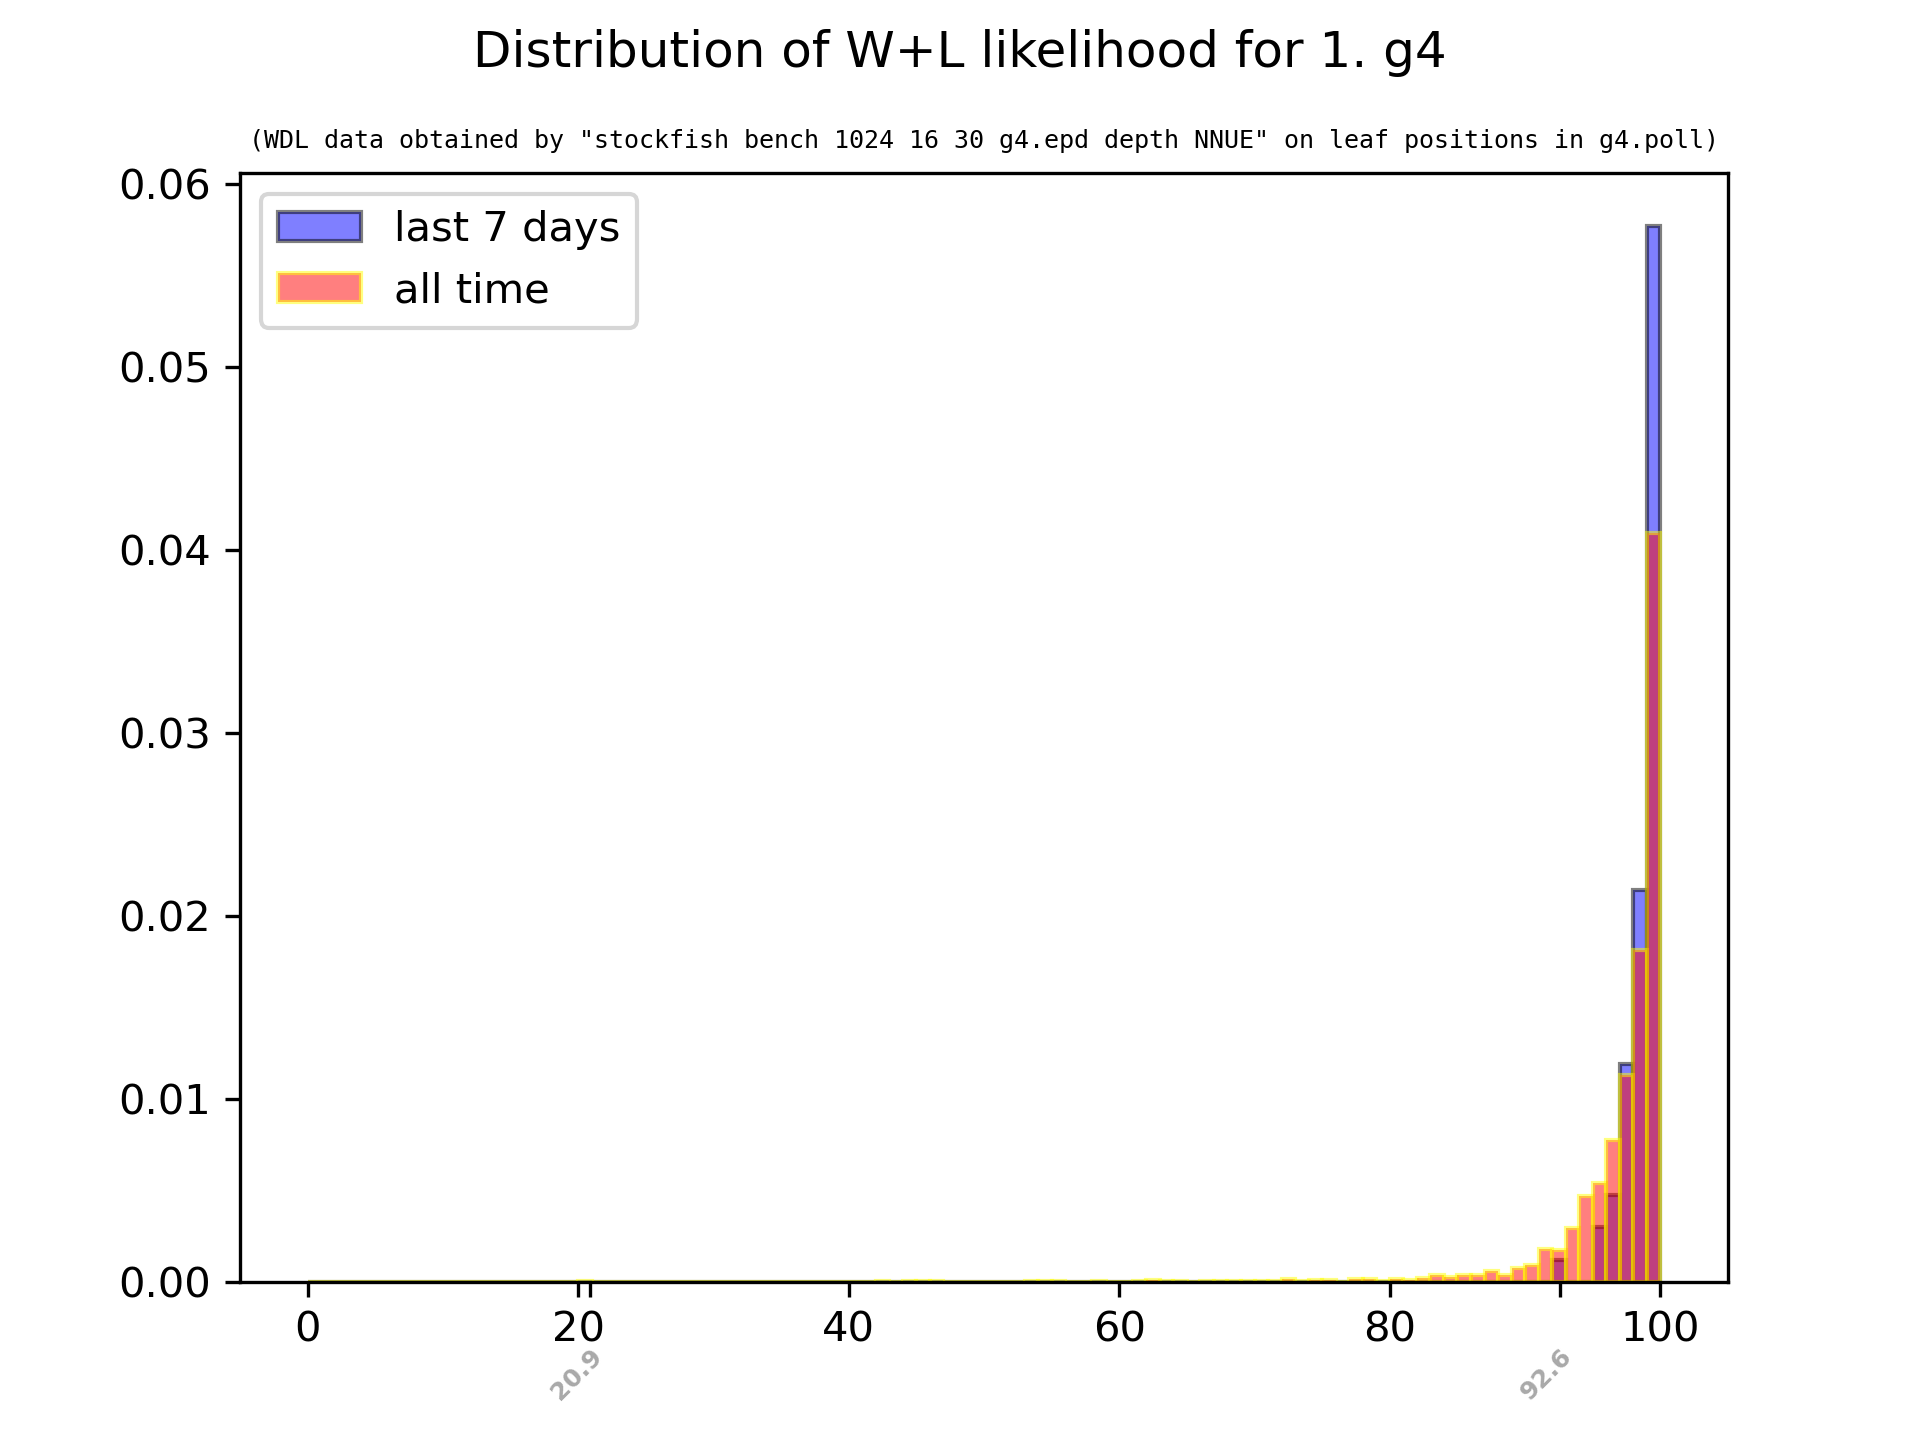 Distribution of W+L likelihood for 1. g4
(WDL data obtained by "stockfish bench 1024 16 30 g4.epd depth NNUE" on leaf positions in g4.poll)
last 7 days
all time
0.06
0.05
0.04
0.03
0.02
0.01
0.00
0 20 40 60 80 100
20.9 92.6